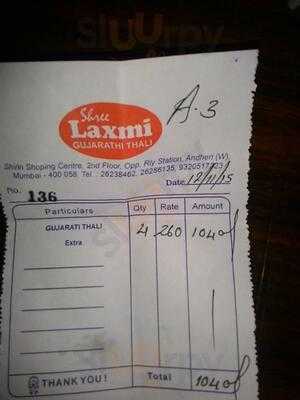 sluurpy
Shree
Laxmi
GUJARATHI THALI
A-3
Shirin Shoping Centre, 2nd Floor, Opp. Rly Station, Andheri (W)
Mumbai - 400 058. Tel.: 26238462, 26286135,
No. 136 Date 12/11/15
Particulars Qty Rate Amount
GUJARATI THALI 4 260 1040/
Extra
THANK YOU! Total 1040/